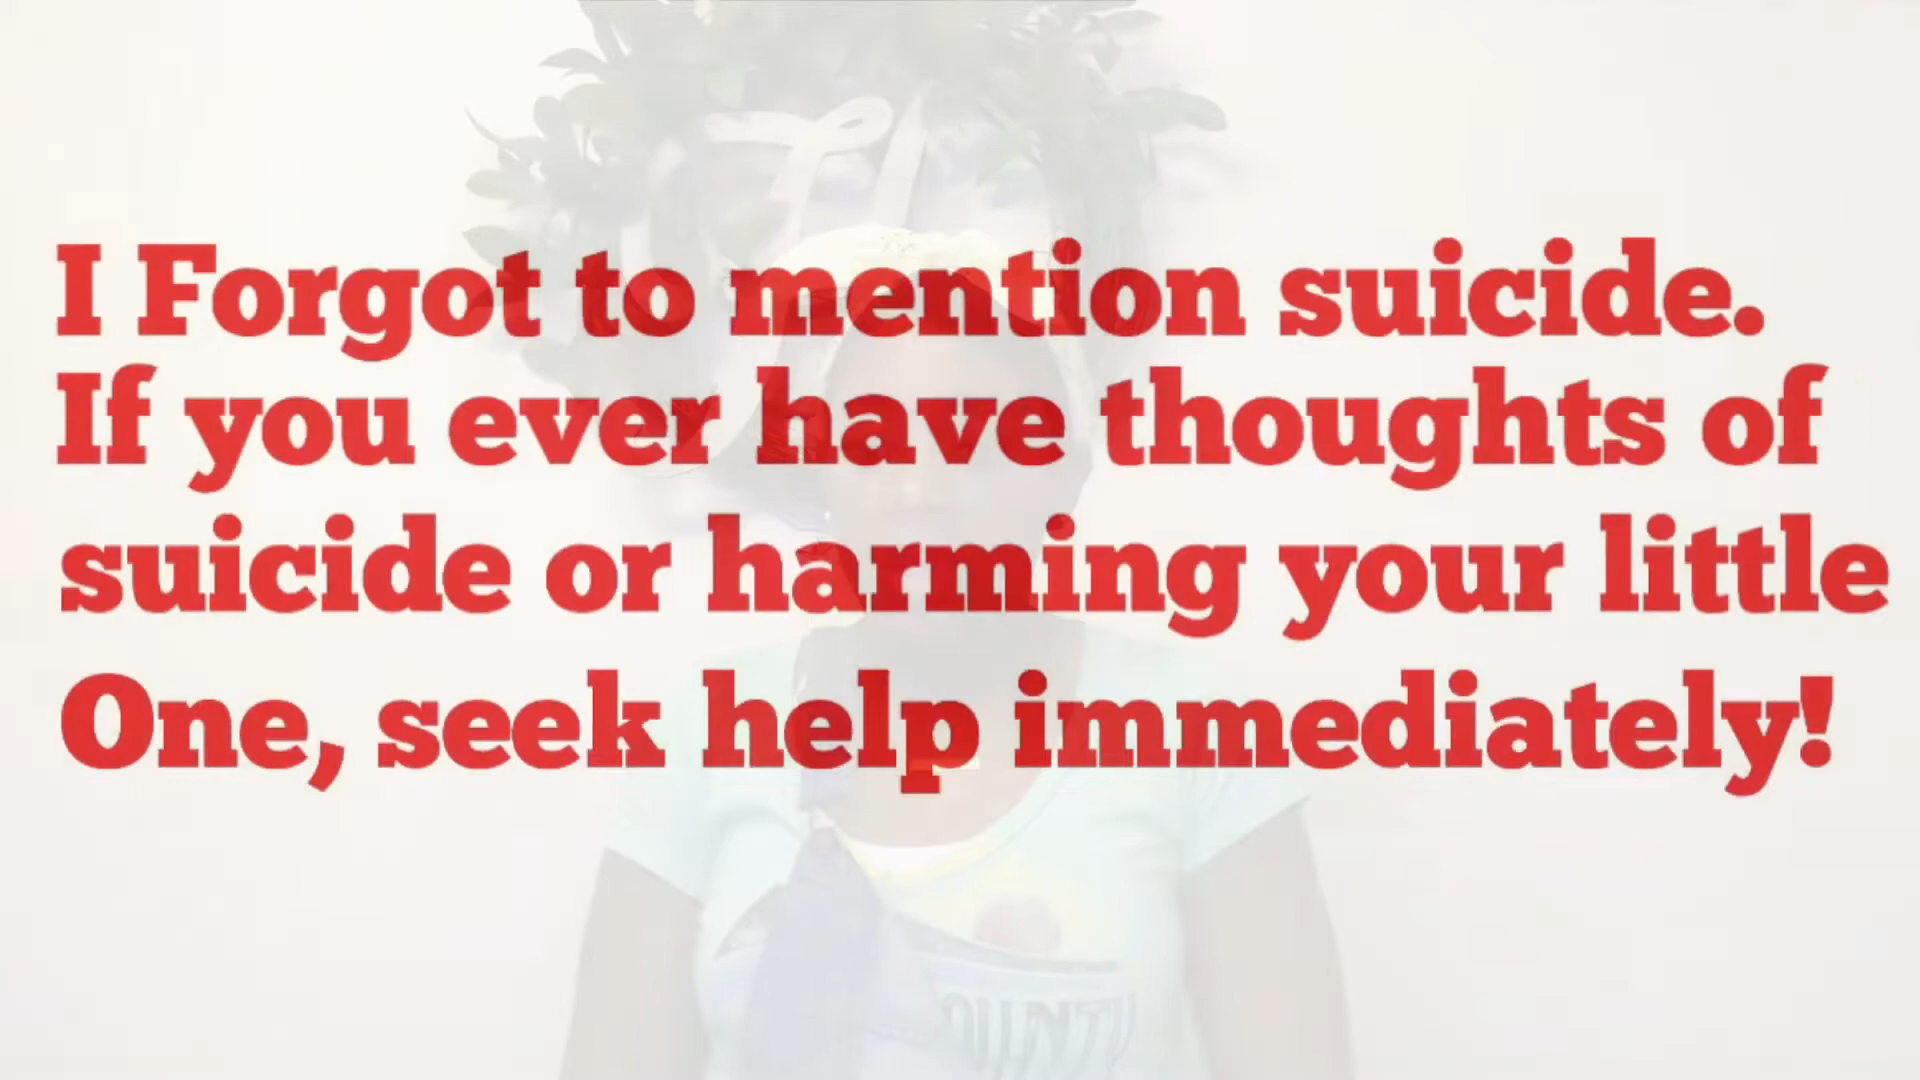 I Forgot to mention suicide.
If you ever have thoughts of
suicide or harming your little
One, seek help immediately!